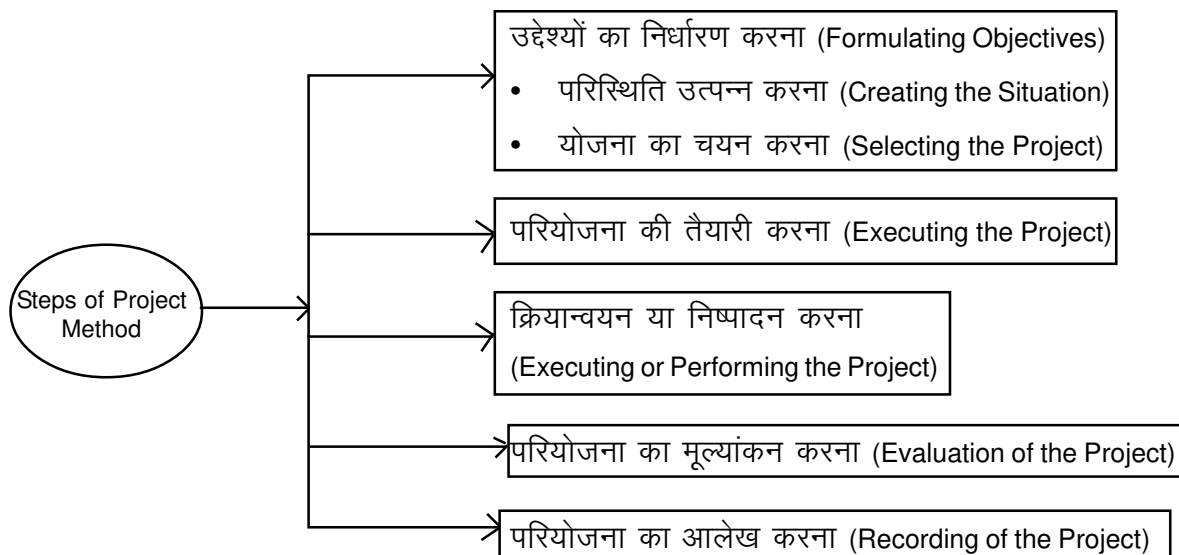 उद्देश्यों का निर्धारण करना (Formulating Objectives)
• परिस्थिति उत्पन्न करना (Creating the Situation)
• योजना का चयन करना (Selecting the Project)
परियोजना की तैयारी करना (Executing the Project)
Steps of Project
Method
क्रियान्वयन या निष्पादन करना
(Executing or Performing the Project)
परियोजना का मूल्यांकन करना (Evaluation of the Project)
परियोजना का आलेख करना (Recording of the Project)